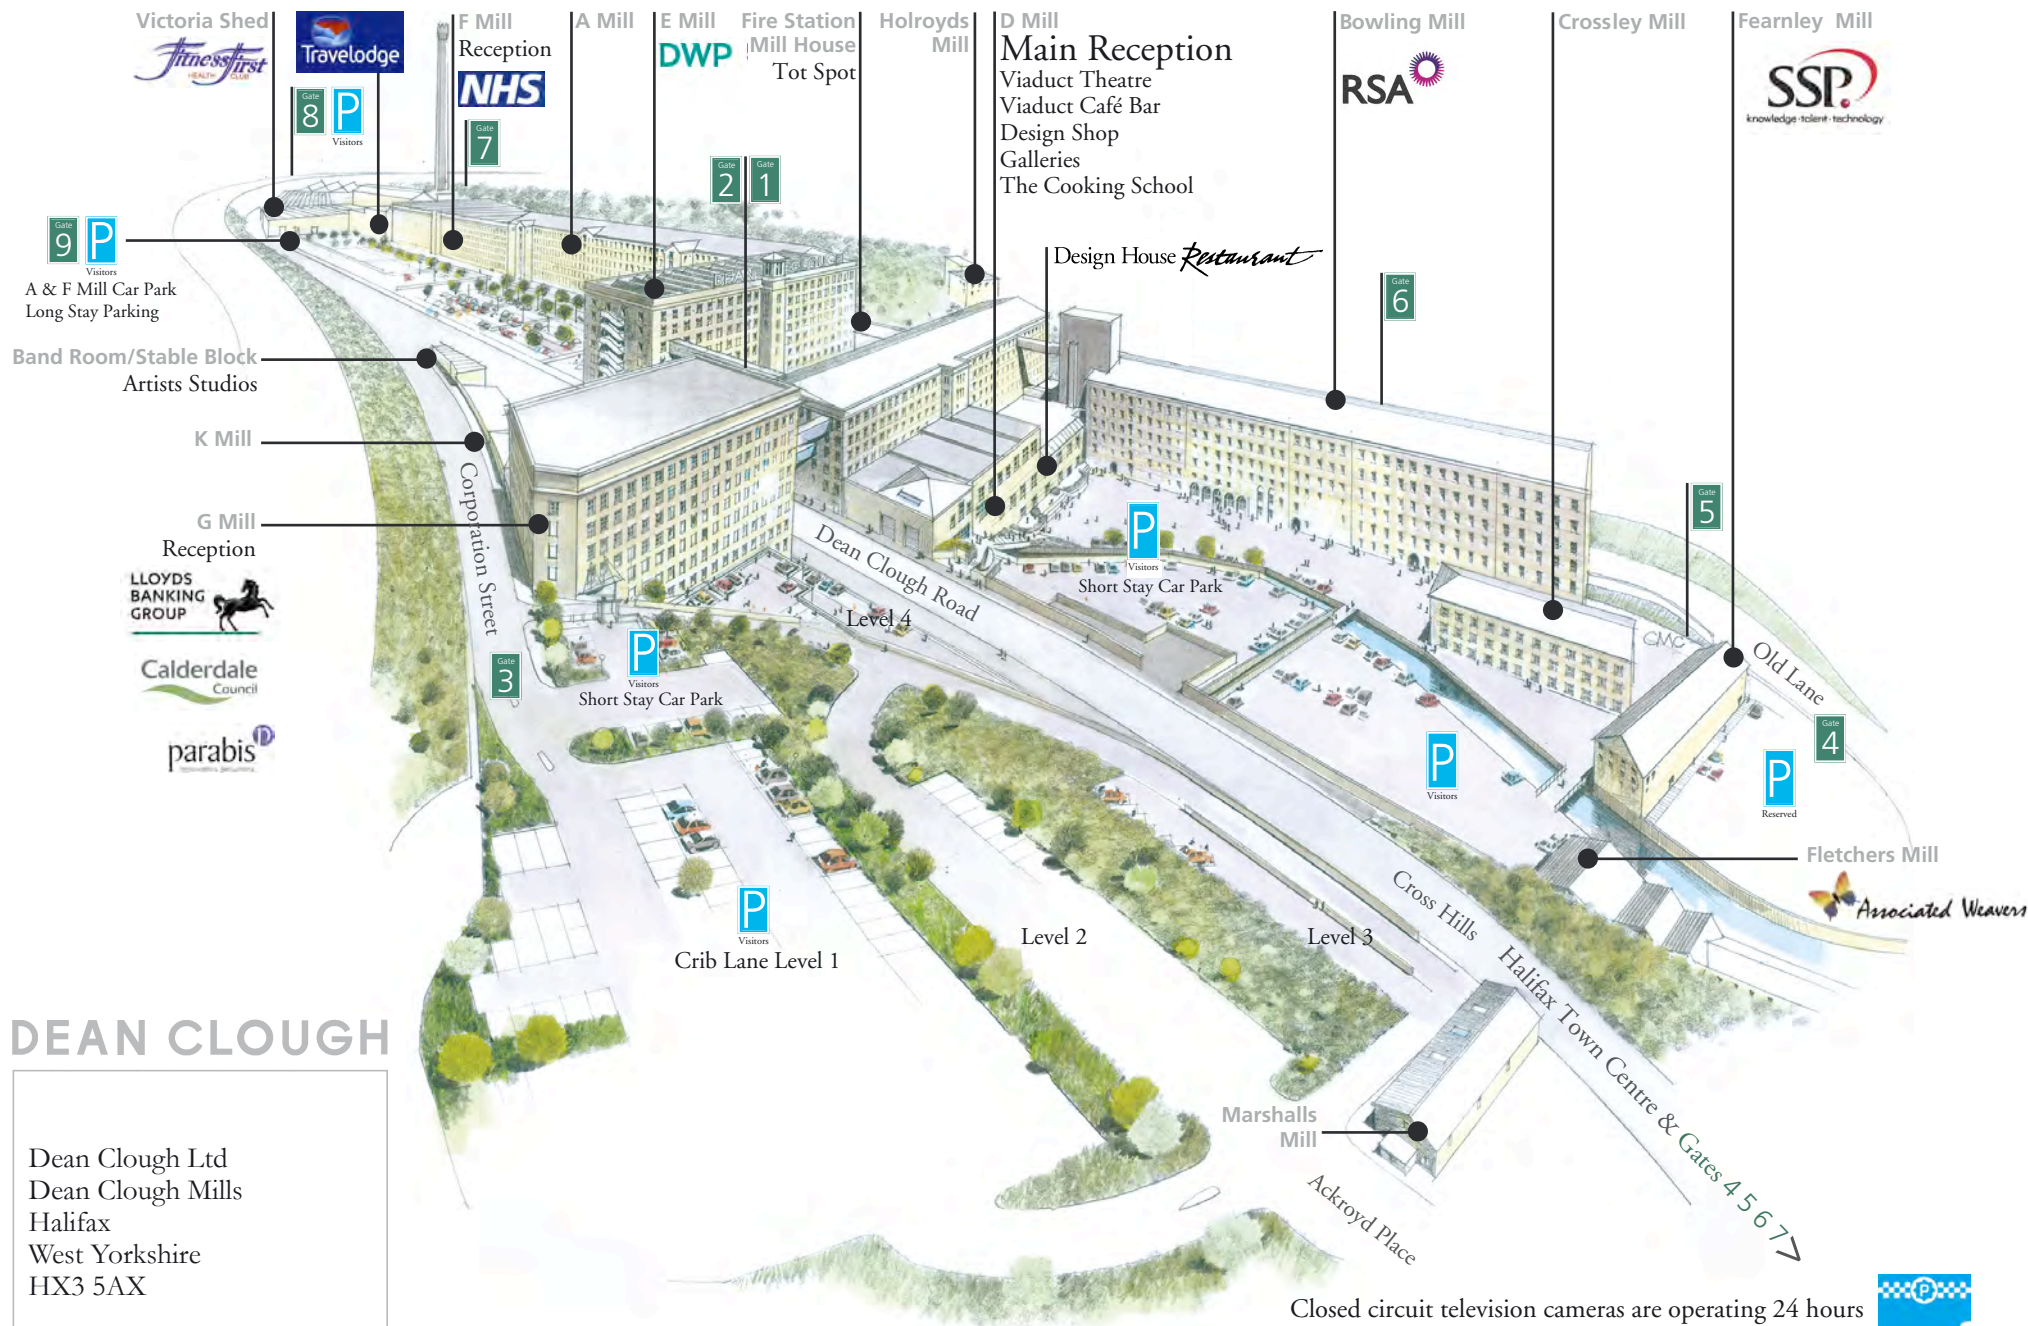 Victoria Shed
Fitness First
HEALTH CLUB
Travelodge
F Mill
Reception
NHS
A Mill
E Mill
DWP
Fire Station
Mill House
Tot Spot
Holroyds
Mill
D Mill
Main Reception
Viaduct Theatre
Viaduct Café Bar
Design Shop
Galleries
The Cooking School
Design House Restaurant
Bowling Mill
RSA
Crossley Mill
Fearnley Mill
SSP
knowledge · talent · technology
Gate
8
P
Visitors
Gate
7
Gate
2
Gate
1
Gate
9
P
Visitors
A & F Mill Car Park
Long Stay Parking
Gate
6
Band Room/Stable Block
Artists Studios
K Mill
G Mill
Reception
LLOYDS
BANKING
GROUP
Calderdale
Council
parabis
Corporation Street
Gate
3
P
Visitors
Short Stay Car Park
Level 4
Dean Clough Road
P
Visitors
Short Stay Car Park
Gate
5
CMC
Old Lane
Gate
4
P
Visitors
P
Reserved
Fletchers Mill
Associated Weavers
P
Visitors
Crib Lane Level 1
Level 2
Level 3
Cross Hills
Halifax Town Centre & Gates 4 5 6 7
Marshalls
Mill
Ackroyd Place
DEAN CLOUGH
Dean Clough Ltd
Dean Clough Mills
Halifax
West Yorkshire
HX3 5AX
Closed circuit television cameras are operating 24 hours
P